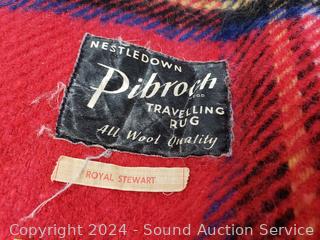 NESTLEDOWN
Pibroch
TRAVELLING
RUG
All Wool Quality
ROYAL STEWART
Copyright 2024 - Sound Auction Service